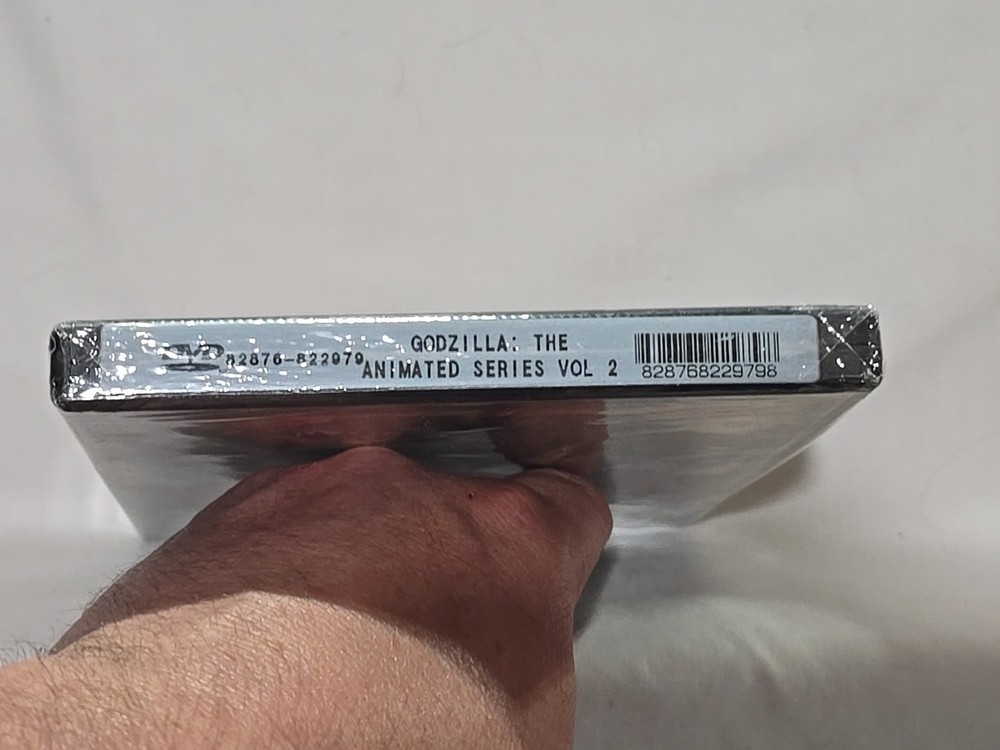 DVD
82876-822979
GODZILLA: THE
ANIMATED SERIES VOL 2
828768229798